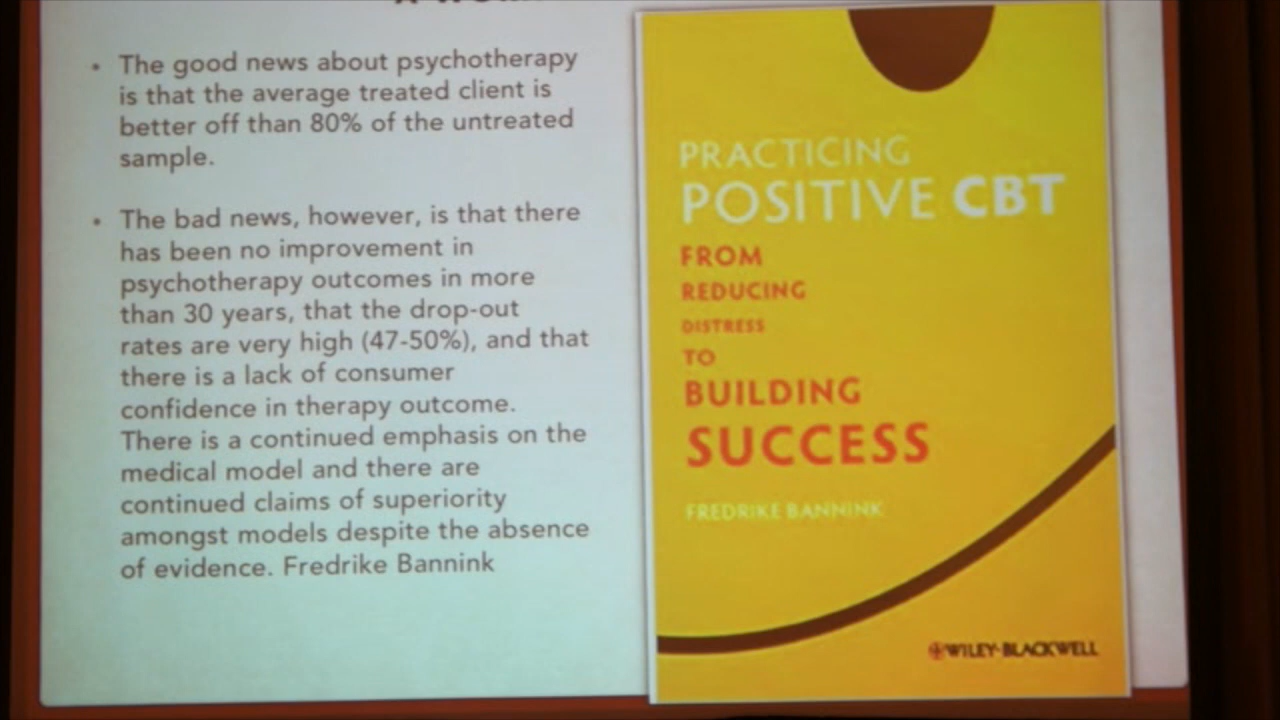 The good news about psychotherapy
is that the average treated client is
better off than 80% of the untreated
sample.
The bad news, however, is that there
has been no improvement in
psychotherapy outcomes in more
than 30 years, that the drop-out
rates are very high (47-50%), and that
there is a lack of consumer
confidence in therapy outcome.
There is a continued emphasis on the
medical model and there are
continued claims of superiority
amongst models despite the absence
of evidence. Fredrike Bannink
PRACTICING
POSITIVE CBT
FROM
REDUCING
DISTRESS
TO
BUILDING
SUCCESS
FREDRIKE BANNINK
WILEY-BLACKWELL